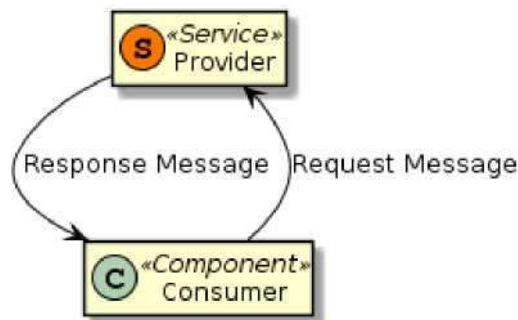 S «Service»
Provider
Response Message Request Message
C «Component»
Consumer